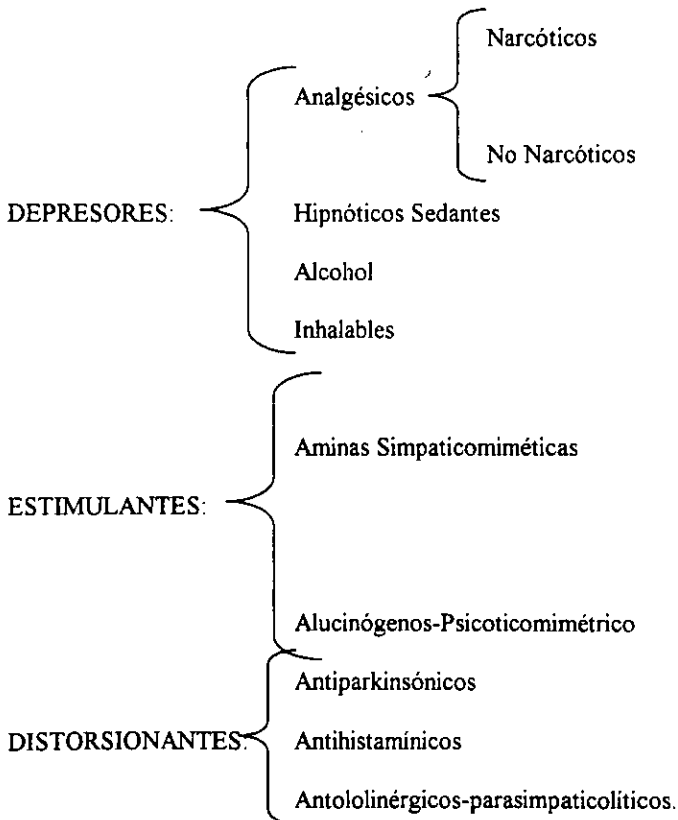 Narcóticos
Analgésicos
No Narcóticos
DEPRESORES:
Hipnóticos Sedantes
Alcohol
Inhalables
Aminas Simpaticomiméticas
ESTIMULANTES:
Alucinógenos-Psicoticomimétrico
Antiparkinsónicos
DISTORSIONANTES:
Antihistamínicos
Antololinérgicos-parasimpaticolíticos.